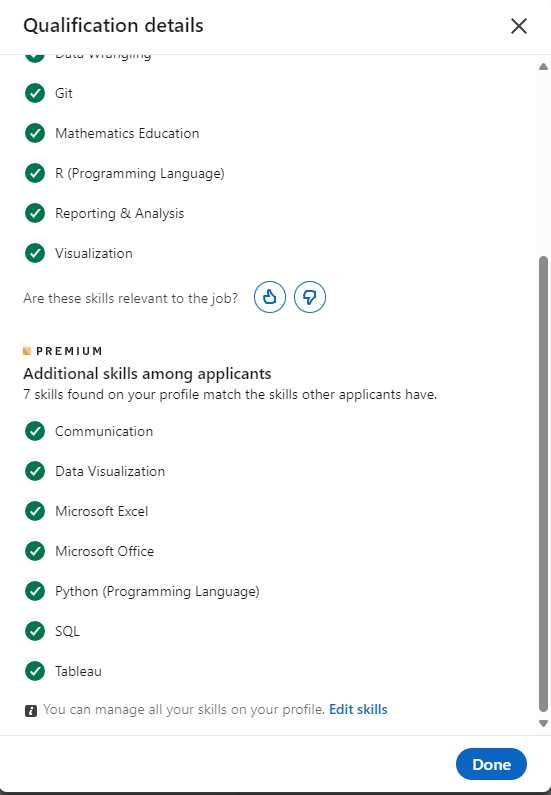 Qualification details
Data Wrangling
Git
Mathematics Education
R (Programming Language)
Reporting & Analysis
Visualization
Are these skills relevant to the job?
PREMIUM
Additional skills among applicants
7 skills found on your profile match the skills other applicants have.
Communication
Data Visualization
Microsoft Excel
Microsoft Office
Python (Programming Language)
SQL
Tableau
You can manage all your skills on your profile. Edit skills
Done